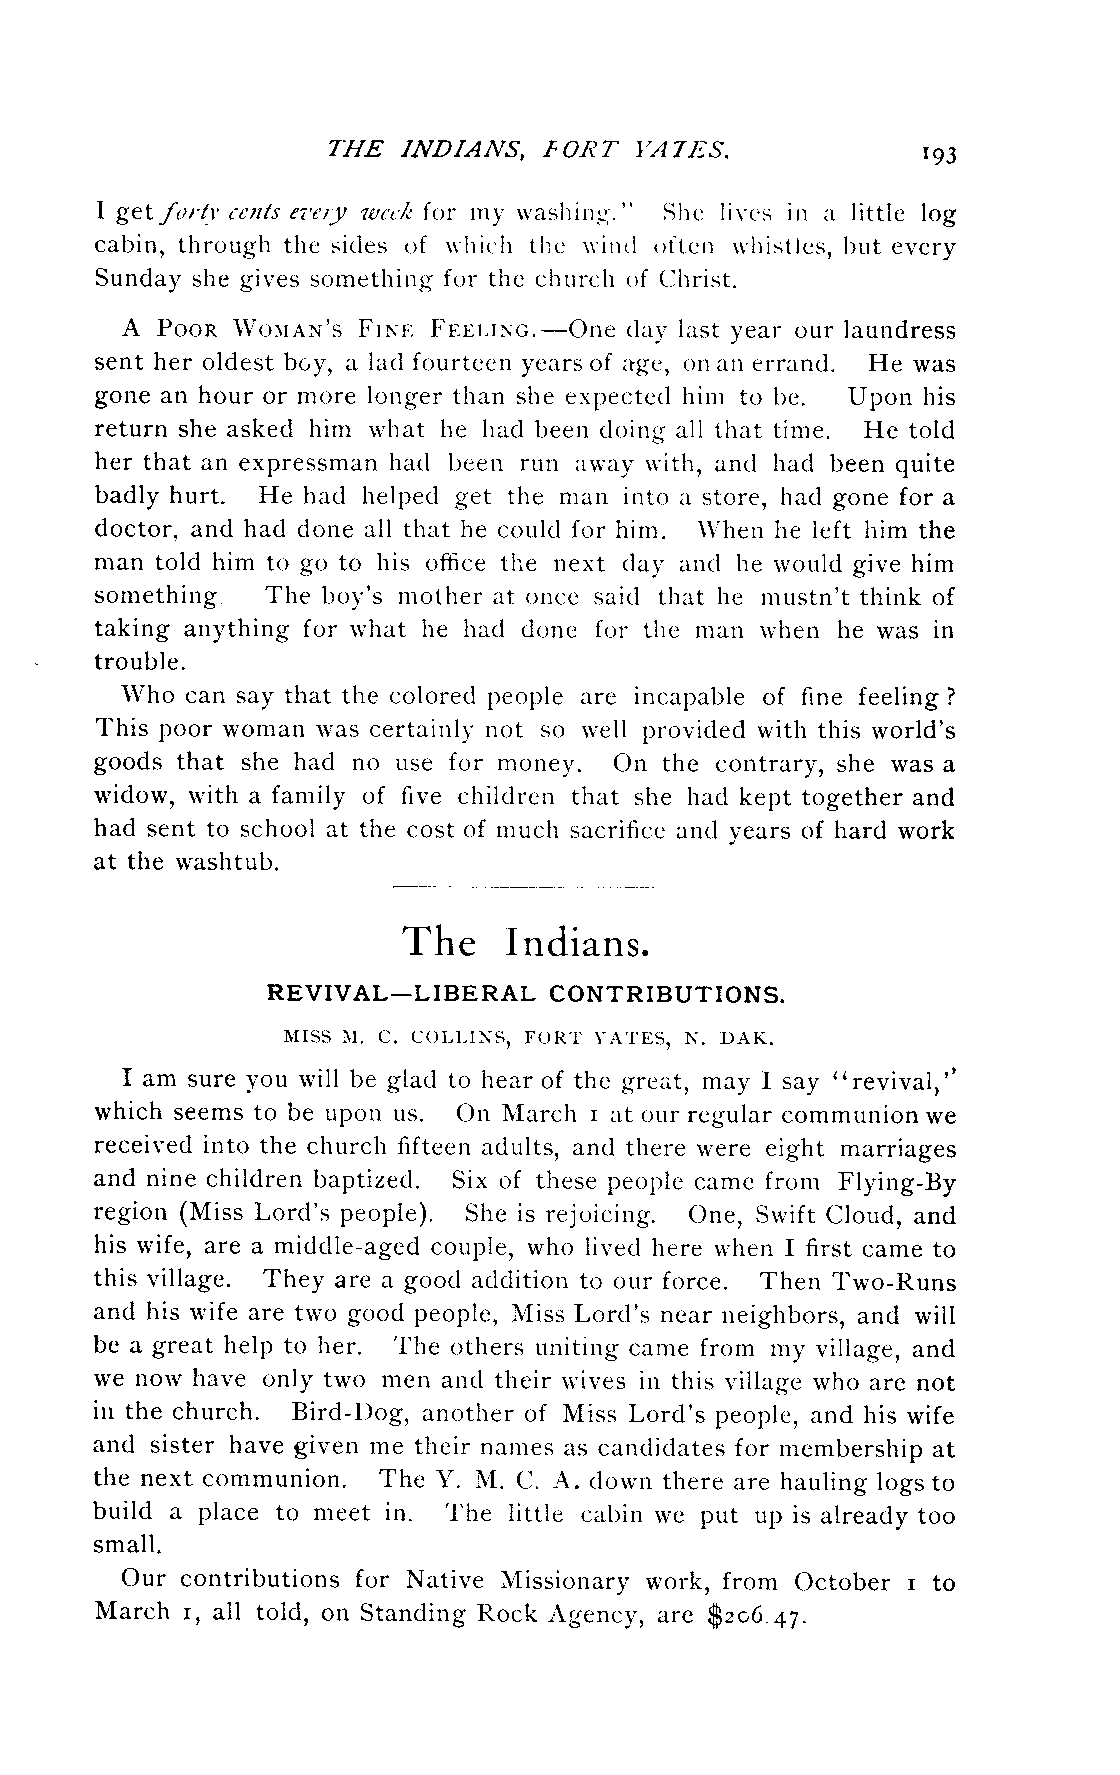 THE INDIANS, FORT YATES. 193
I get forty cents every week for my washing." She lives in a little log
cabin, through the sides of which the wind often whistles, but every
Sunday she gives something for the church of Christ.
A POOR WOMAN'S FINE FEELING.—One day last year our laundress
sent her oldest boy, a lad fourteen years of age, on an errand. He was
gone an hour or more longer than she expected him to be. Upon his
return she asked him what he had been doing all that time. He told
her that an expressman had been run away with, and had been quite
badly hurt. He had helped get the man into a store, had gone for a
doctor, and had done all that he could for him. When he left him the
man told him to go to his office the next day and he would give him
something. The boy's mother at once said that he mustn't think of
taking anything for what he had done for the man when he was in
trouble.
Who can say that the colored people are incapable of fine feeling?
This poor woman was certainly not so well provided with this world's
goods that she had no use for money. On the contrary, she was a
widow, with a family of five children that she had kept together and
had sent to school at the cost of much sacrifice and years of hard work
at the washtub.
The Indians.
REVIVAL—LIBERAL CONTRIBUTIONS.
MISS M. C. COLLINS, FORT YATES, N. DAK.
I am sure you will be glad to hear of the great, may I say "revival,"
which seems to be upon us. On March 1 at our regular communion we
received into the church fifteen adults, and there were eight marriages
and nine children baptized. Six of these people came from Flying-By
region (Miss Lord's people). She is rejoicing. One, Swift Cloud, and
his wife, are a middle-aged couple, who lived here when I first came to
this village. They are a good addition to our force. Then Two-Runs
and his wife are two good people, Miss Lord's near neighbors, and will
be a great help to her. The others uniting came from my village, and
we now have only two men and their wives in this village who are not
in the church. Bird-Dog, another of Miss Lord's people, and his wife
and sister have given me their names as candidates for membership at
the next communion. The Y. M. C. A. down there are hauling logs to
build a place to meet in. The little cabin we put up is already too
small.
Our contributions for Native Missionary work, from October 1 to
March 1, all told, on Standing Rock Agency, are $206.47.